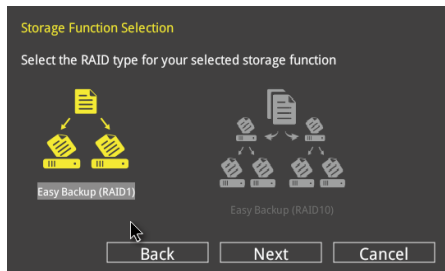 Storage Function Selection
Select the RAID type for your selected storage function
Easy Backup (RAID1)
Easy Backup (RAID10)
Back
Next
Cancel